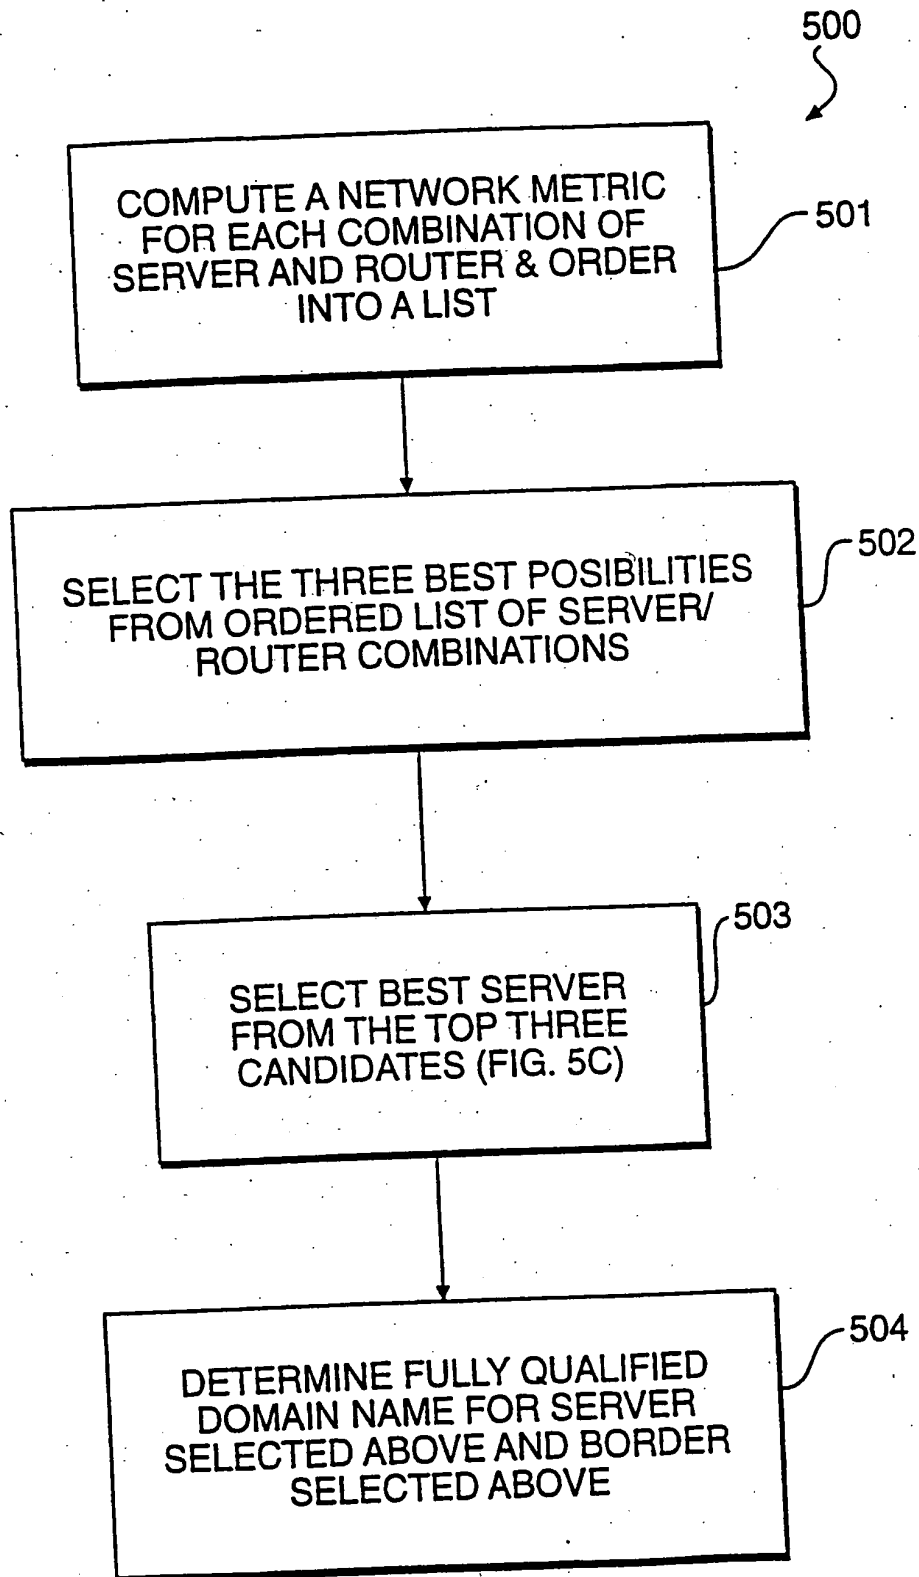 500
COMPUTE A NETWORK METRIC
FOR EACH COMBINATION OF
SERVER AND ROUTER & ORDER
INTO A LIST
501
SELECT THE THREE BEST POSIBILITIES
FROM ORDERED LIST OF SERVER/
ROUTER COMBINATIONS
502
SELECT BEST SERVER
FROM THE TOP THREE
CANDIDATES (FIG. 5C)
503
DETERMINE FULLY QUALIFIED
DOMAIN NAME FOR SERVER
SELECTED ABOVE AND BORDER
SELECTED ABOVE
504